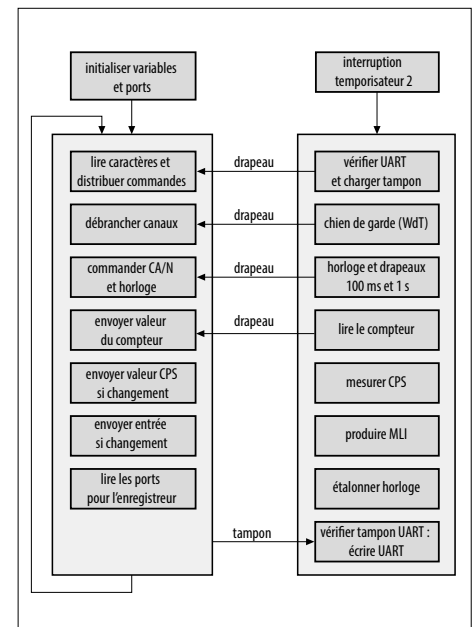 initialiser variables
et ports
interruption
temporisateur 2
lire caractères et
distribuer commandes
drapeau
vérifier UART
et charger tampon
débrancher canaux
drapeau
chien de garde (WdT)
commander CA/N
et horloge
drapeau
horloge et drapeaux
100 ms et 1 s
envoyer valeur
du compteur
drapeau
lire le compteur
envoyer valeur CPS
si changement
mesurer CPS
envoyer entrée
si changement
produire MLI
lire les ports
pour l'enregistreur
étalonner horloge
tampon
vérifier tampon UART :
écrire UART